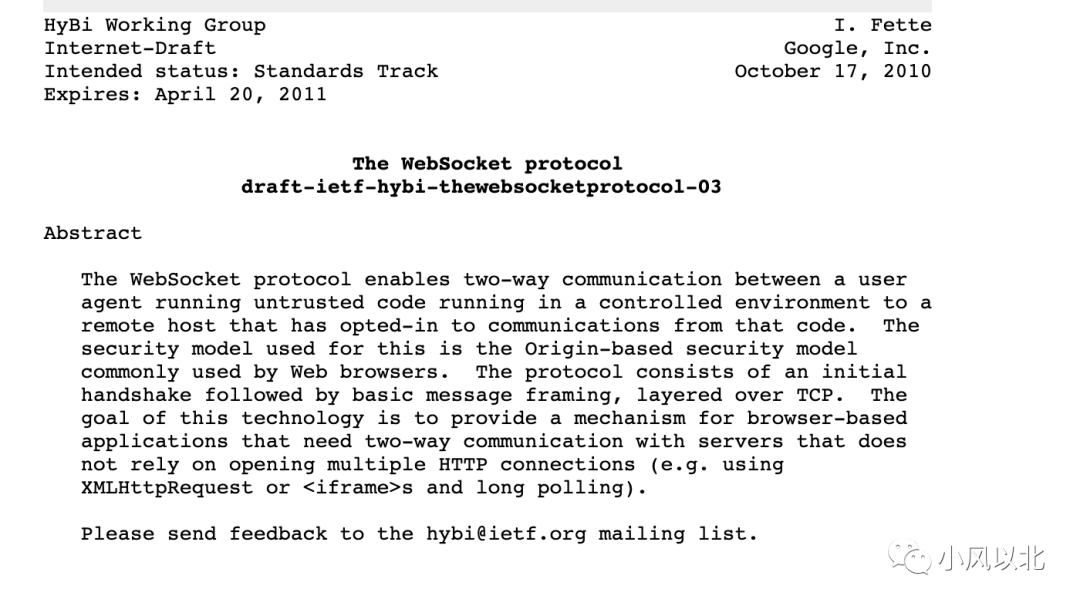 HyBi Working Group I. Fette
Internet-Draft Google, Inc.
Intended status: Standards Track October 17, 2010
Expires: April 20, 2011
The WebSocket protocol
draft-ietf-hybi-thewebsocketprotocol-03
Abstract
The WebSocket protocol enables two-way communication between a user
agent running untrusted code running in a controlled environment to a
remote host that has opted-in to communications from that code. The
security model used for this is the Origin-based security model
commonly used by Web browsers. The protocol consists of an initial
handshake followed by basic message framing, layered over TCP. The
goal of this technology is to provide a mechanism for browser-based
applications that need two-way communication with servers that does
not rely on opening multiple HTTP connections (e.g. using
XMLHttpRequest or <iframe>s and long polling).
Please send feedback to the hybi@ietf.org mailing list.
小风以北